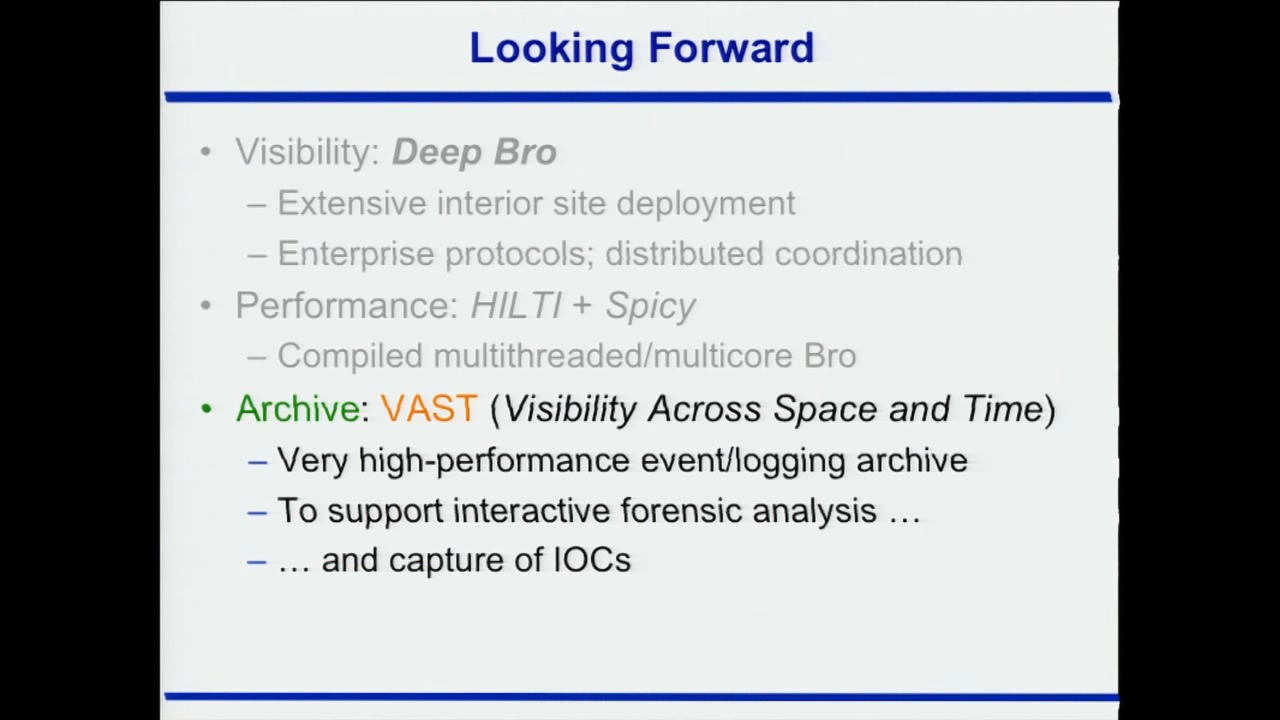 Looking Forward
• Visibility: Deep Bro
– Extensive interior site deployment
– Enterprise protocols; distributed coordination
• Performance: HILTI + Spicy
– Compiled multithreaded/multicore Bro
• Archive: VAST (Visibility Across Space and Time)
– Very high-performance event/logging archive
– To support interactive forensic analysis …
– … and capture of IOCs